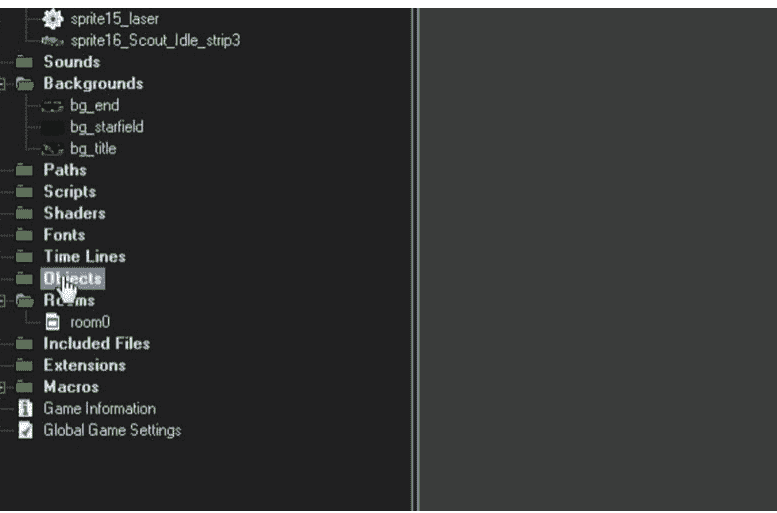 sprite15_laser
sprite16_Scout_Idle_strip3
Sounds
Backgrounds
bg_end
bg_starfield
bg_title
Paths
Scripts
Shaders
Fonts
Time Lines
Objects
Rooms
room0
Included Files
Extensions
Macros
Game Information
Global Game Settings